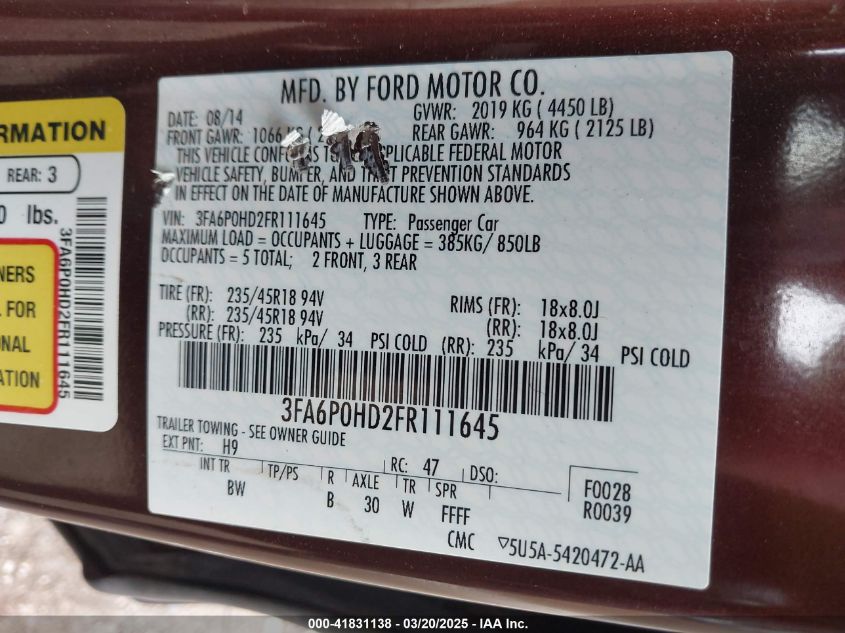 RMATION
REAR: 3
0 lbs.
NERS
L FOR
ONAL
ATION
3FA6P0HD2FR111645
MFD. BY FORD MOTOR CO.
DATE: 08/14 GVWR: 2019 KG ( 4450 LB)
FRONT GAWR: 1066 KG ( 2 REAR GAWR: 964 KG ( 2125 LB)
THIS VEHICLE CONFO TO APPLICABLE FEDERAL MOTOR
VEHICLE SAFETY, BUMPER, AND THEFT PREVENTION STANDARDS
IN EFFECT ON THE DATE OF MANUFACTURE SHOWN ABOVE.
VIN: 3FA6P0HD2FR111645 TYPE: Passenger Car
MAXIMUM LOAD = OCCUPANTS + LUGGAGE = 385KG/ 850LB
OCCUPANTS = 5 TOTAL; 2 FRONT, 3 REAR
TIRE (FR): 235/45R18 94V RIMS (FR): 18x8.0J
(RR): 235/45R18 94V (RR): 18x8.0J
PRESSURE (FR): 235 kPa/ 34 PSI COLD (RR): 235 kPa/ 34 PSI COLD
3FA6P0HD2FR111645
TRAILER TOWING - SEE OWNER GUIDE
EXT PNT: H9 RC: 47 DSO:
INT TR TP/PS R AXLE TR SPR F0028
BW B 30 W FFFF R0039
CMC ▽5U5A-5420472-AA
000-41831138 - 03/20/2025 - IAA Inc.